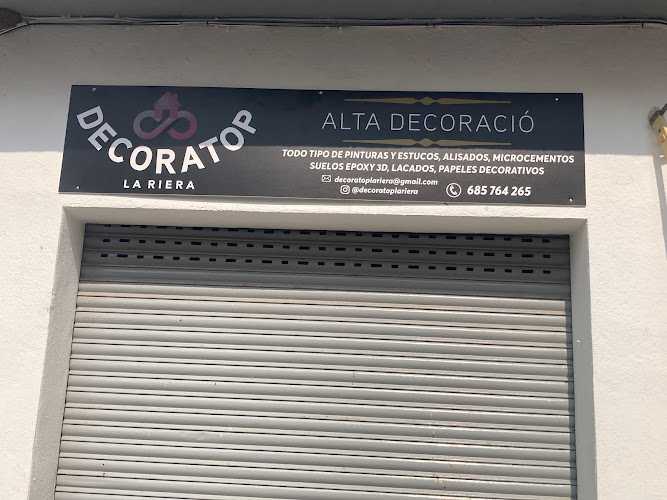 DECORATOP
LA RIERA
ALTA DECORACIÓ
TODO TIPO DE PINTURAS Y ESTUCOS, ALISADOS, MICROCEMENTOS
SUELOS EPOXY 3D, LACADOS, PAPELES DECORATIVOS
decoratoplariera@gmail.com
@decoratoplariera
685 764 265